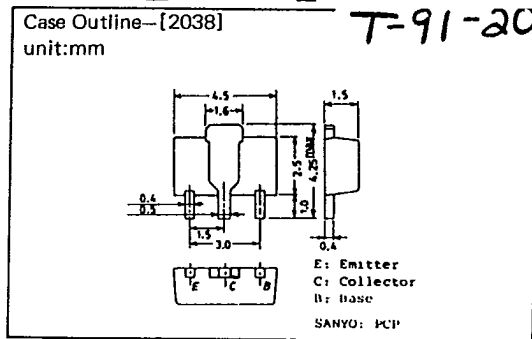 Case Outline–[2038]
T-91-20
unit:mm
4.5
1.6
1.5
2.5
4.25max
1.0
0.4
0.5
1.5
3.0
0.4
E C B
E: Emitter
C: Collector
B: Base
SANYO: PCP